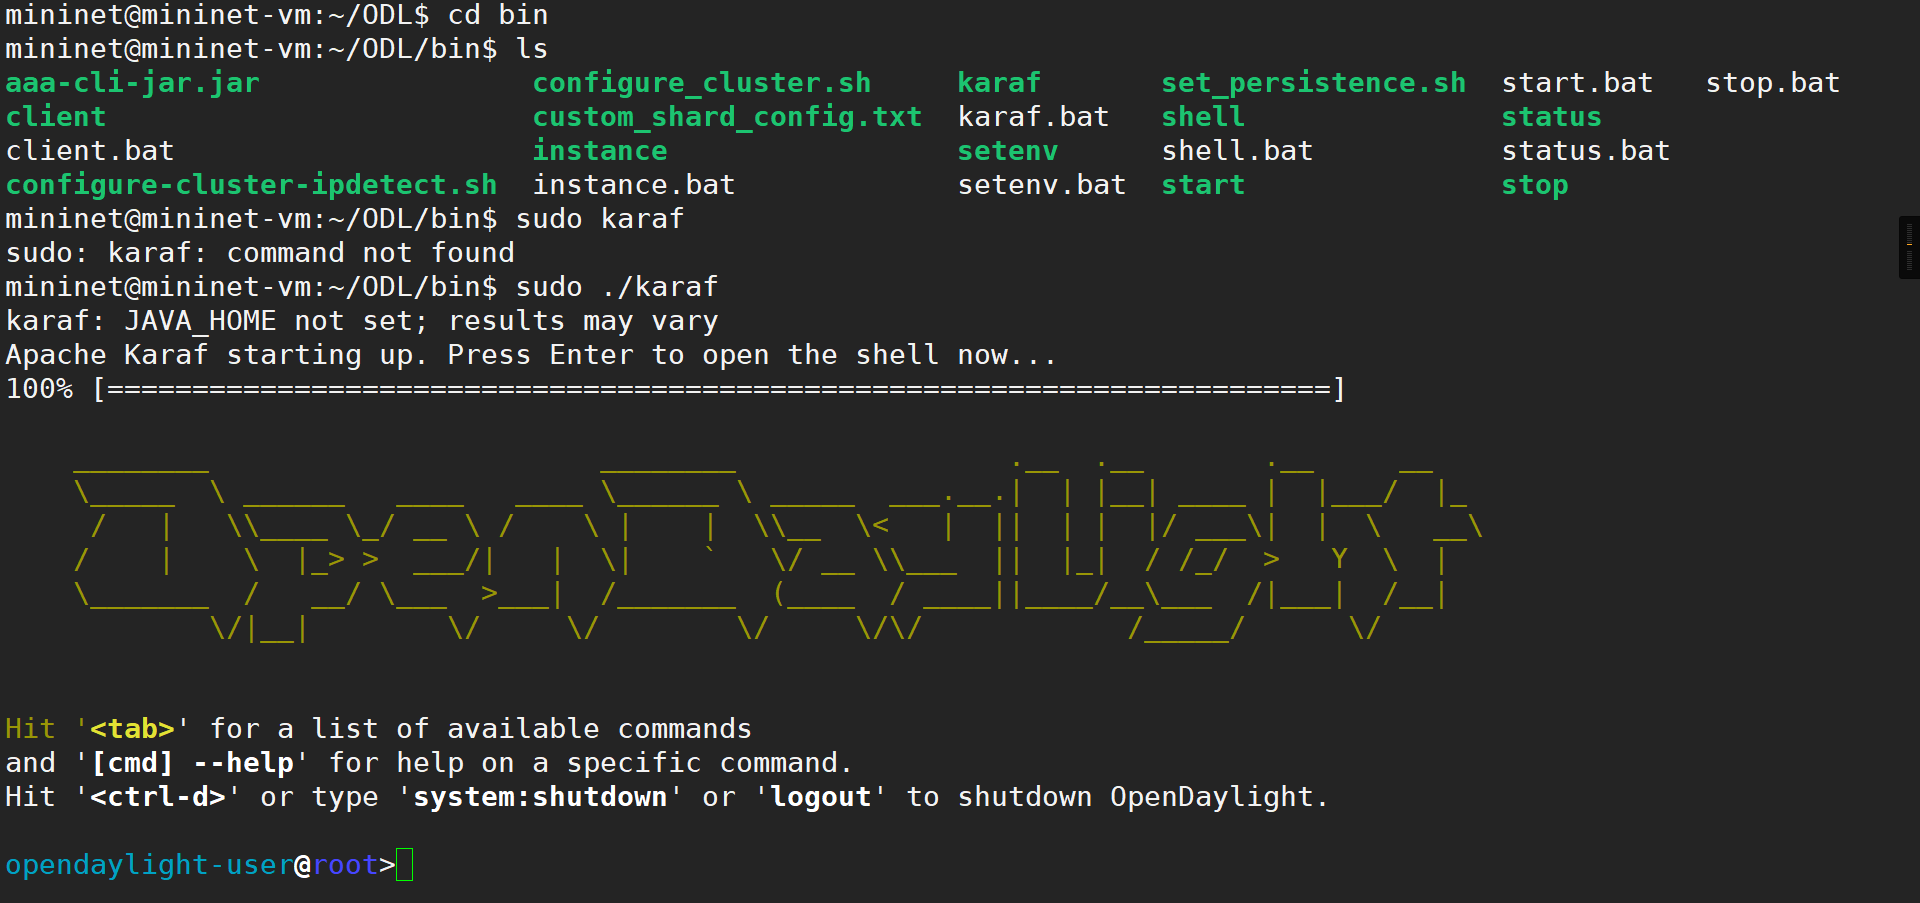 mininet@mininet-vm:~/ODL$ cd bin
mininet@mininet-vm:~/ODL/bin$ ls
aaa-cli-jar.jar                configure_cluster.sh     karaf       set_persistence.sh  start.bat   stop.bat
client                         custom_shard_config.txt  karaf.bat   shell               status
client.bat                     instance                 setenv      shell.bat           status.bat
configure-cluster-ipdetect.sh  instance.bat             setenv.bat  start               stop
mininet@mininet-vm:~/ODL/bin$ sudo karaf
sudo: karaf: command not found
mininet@mininet-vm:~/ODL/bin$ sudo ./karaf
karaf: JAVA_HOME not set; results may vary
Apache Karaf starting up. Press Enter to open the shell now...
100% [========================================================================]
OpenDaylight
Hit '<tab>' for a list of available commands
and '[cmd] --help' for help on a specific command.
Hit '<ctrl-d>' or type 'system:shutdown' or 'logout' to shutdown OpenDaylight.
opendaylight-user@root>